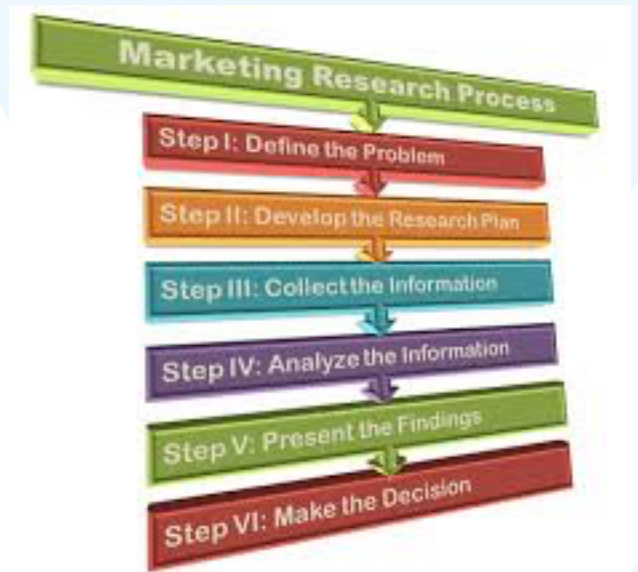 Marketing Research Process
Step I: Define the Problem
Step II: Develop the Research Plan
Step III: Collect the Information
Step IV: Analyze the Information
Step V: Present the Findings
Step VI: Make the Decision